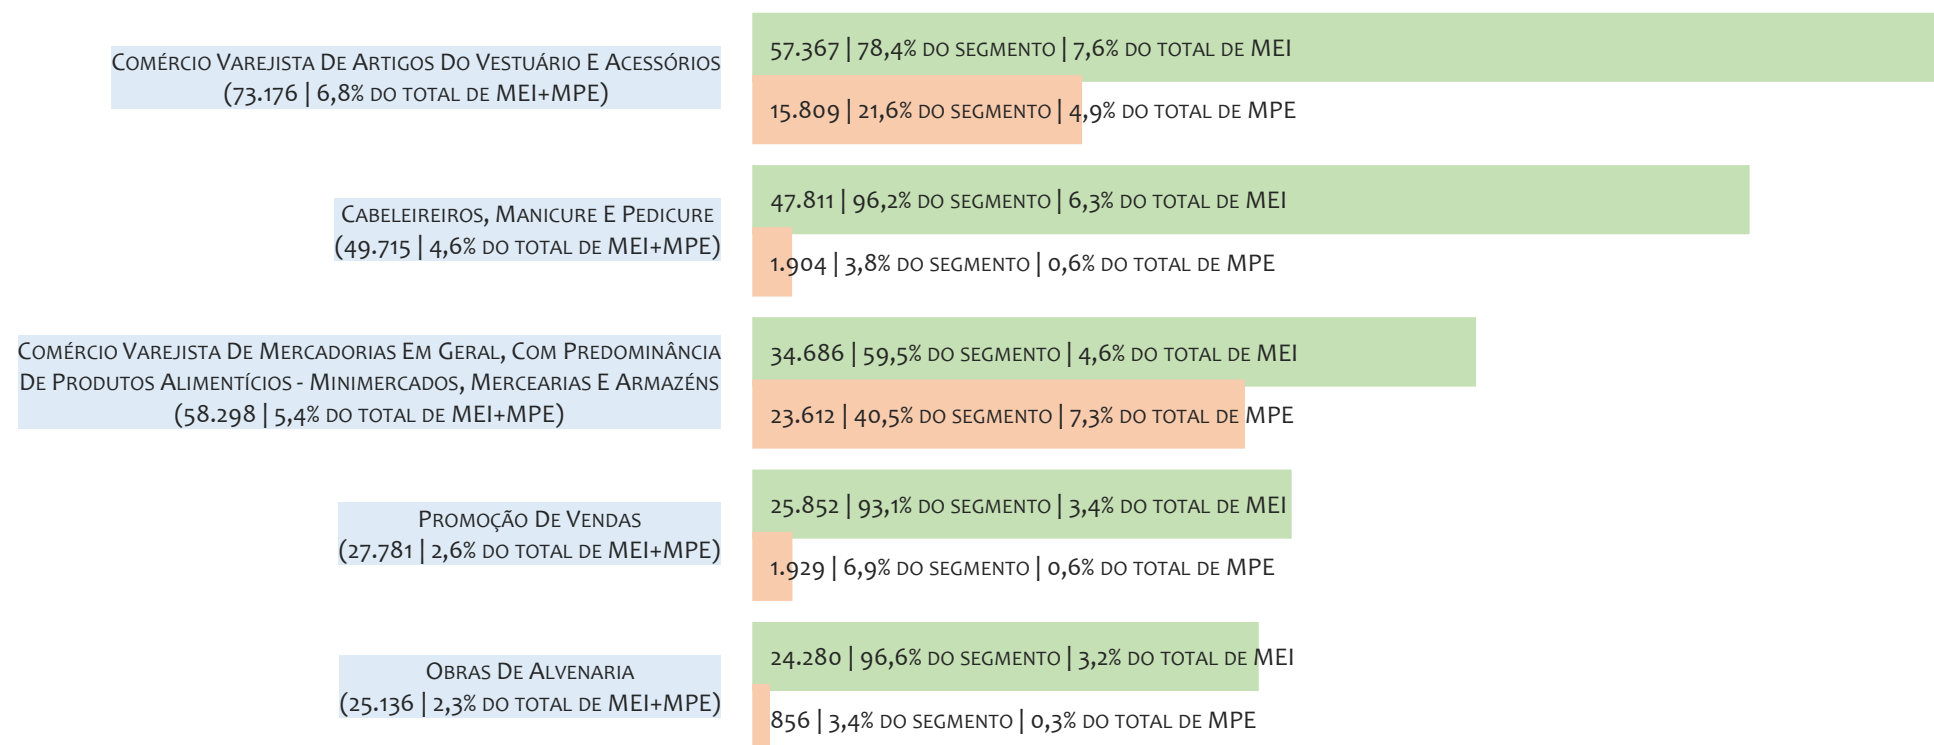 Comércio Varejista De Artigos Do Vestuário E Acessórios
(73.176 | 6,8% do total de MEI+MPE)
57.367 | 78,4% do segmento | 7,6% do total de MEI
15.809 | 21,6% do segmento | 4,9% do total de MPE
Cabeleireiros, Manicure E Pedicure
(49.715 | 4,6% do total de MEI+MPE)
47.811 | 96,2% do segmento | 6,3% do total de MEI
1.904 | 3,8% do segmento | 0,6% do total de MPE
Comércio Varejista De Mercadorias Em Geral, Com Predominância
De Produtos Alimentícios - Minimercados, Mercearias E Armazéns
(58.298 | 5,4% do total de MEI+MPE)
34.686 | 59,5% do segmento | 4,6% do total de MEI
23.612 | 40,5% do segmento | 7,3% do total de MPE
Promoção De Vendas
(27.781 | 2,6% do total de MEI+MPE)
25.852 | 93,1% do segmento | 3,4% do total de MEI
1.929 | 6,9% do segmento | 0,6% do total de MPE
Obras De Alvenaria
(25.136 | 2,3% do total de MEI+MPE)
24.280 | 96,6% do segmento | 3,2% do total de MEI
856 | 3,4% do segmento | 0,3% do total de MPE